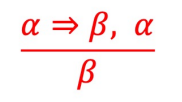 α ⇒ β, α
β